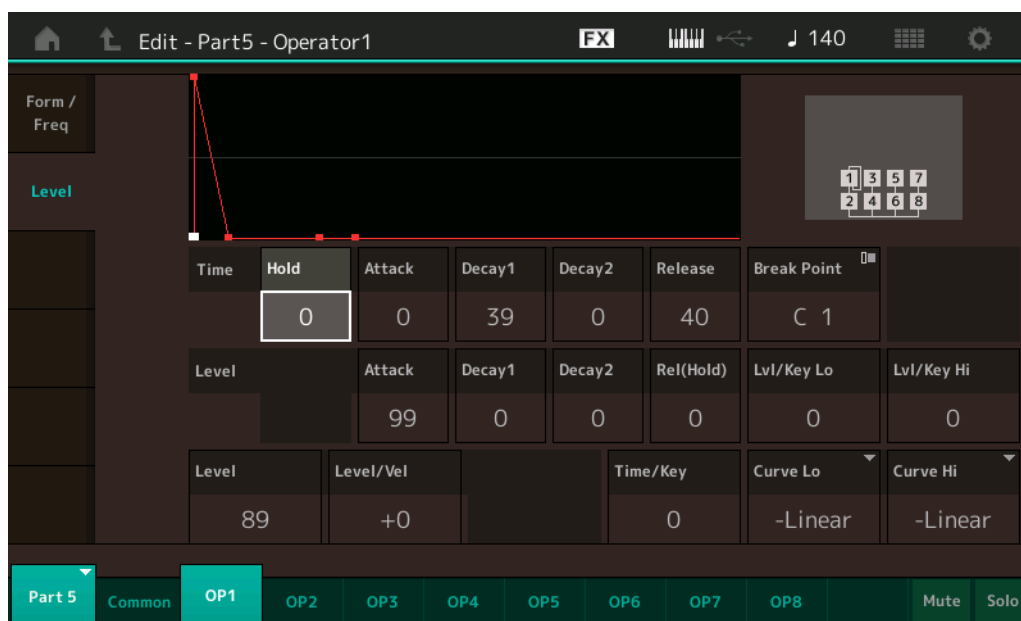 Edit - Part5 - Operator1 FX ♩ 140
Form /
Freq
Level
1 3 5 7
2 4 6 8
Time Hold Attack Decay1 Decay2 Release Break Point
0 0 39 0 40 C 1
Level Attack Decay1 Decay2 Rel(Hold) Lvl/Key Lo Lvl/Key Hi
99 0 0 0 0 0
Level Level/Vel Time/Key Curve Lo Curve Hi
89 +0 0 -Linear -Linear
Part 5 Common OP1 OP2 OP3 OP4 OP5 OP6 OP7 OP8 Mute Solo